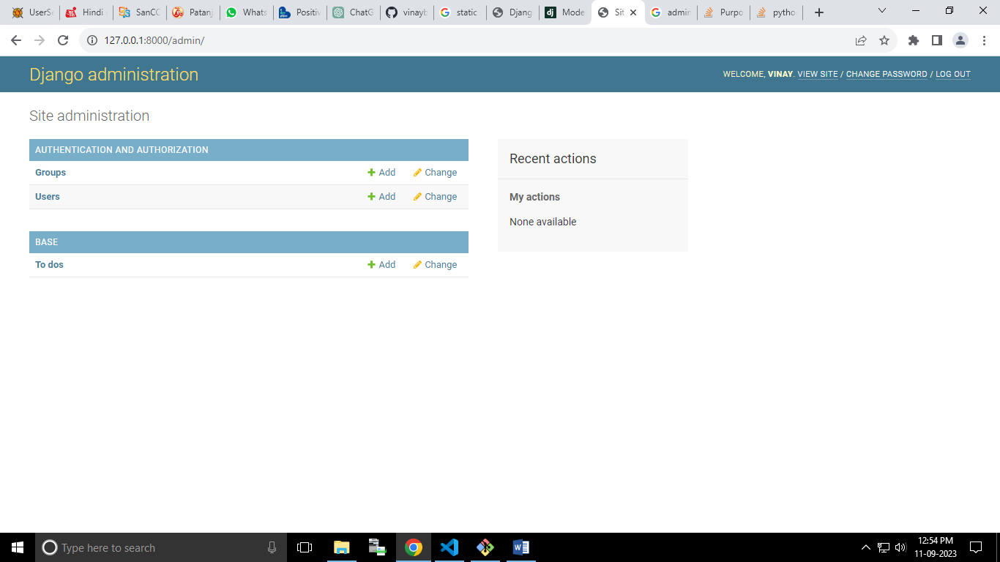 UserSe
Hindi
SanCC
Patanj
Whats
Positiv
ChatG
vinayb
static
Djang
Mode
Sit
admin
Purpo
pytho
127.0.0.1:8000/admin/
Django administration
WELCOME, VINAY. VIEW SITE / CHANGE PASSWORD / LOG OUT
Site administration
AUTHENTICATION AND AUTHORIZATION
Groups Add Change
Users Add Change
BASE
To dos Add Change
Recent actions
My actions
None available
Type here to search
12:54 PM
11-09-2023